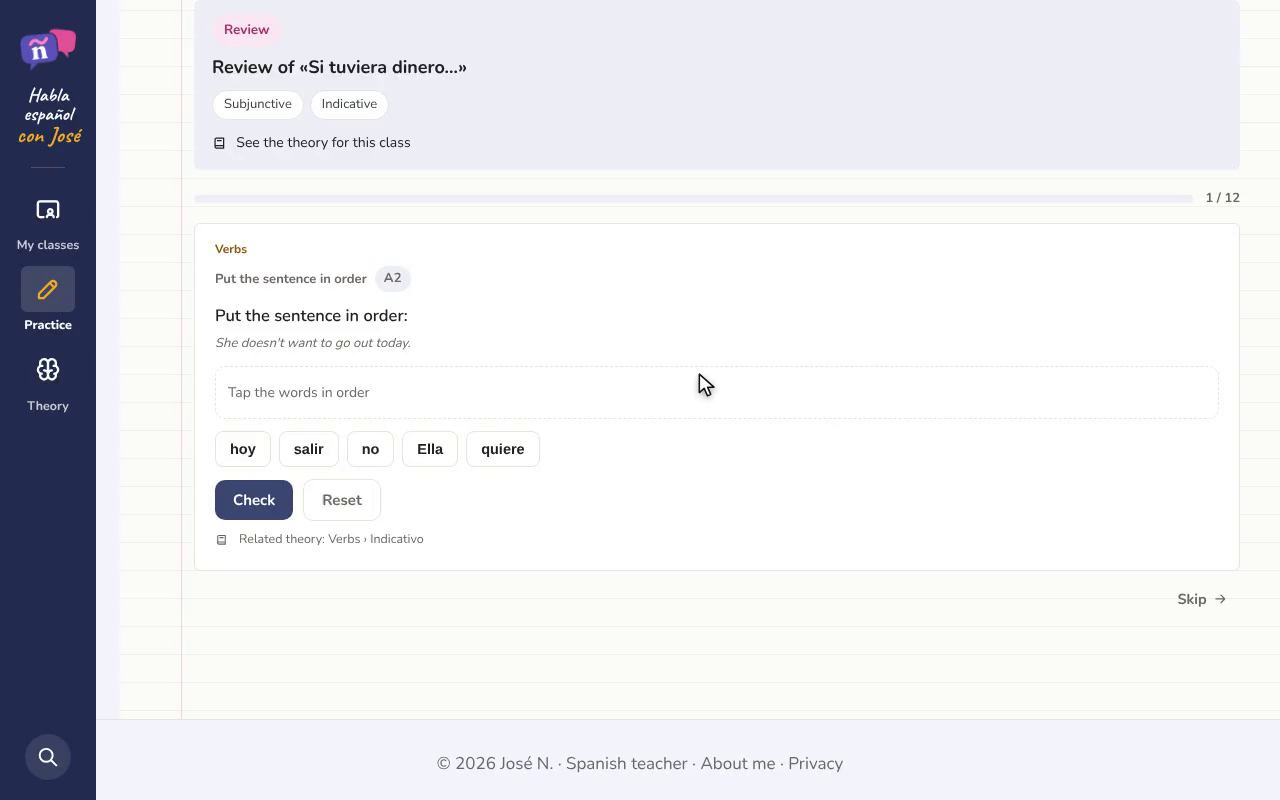 ñ
Habla
español
con José
My classes
Practice
Theory
Review
Review of «Si tuviera dinero...»
Subjunctive Indicative
See the theory for this class
1 / 12
Verbs
Put the sentence in order A2
Put the sentence in order:
She doesn't want to go out today.
Tap the words in order
hoy salir no Ella quiere
Check Reset
Related theory: Verbs › Indicativo
Skip →
© 2026 José N. · Spanish teacher · About me · Privacy